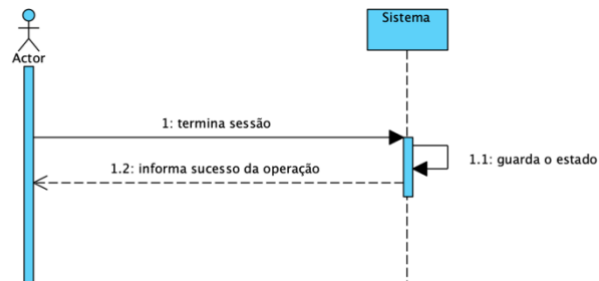 Sistema
Actor
1: termina sessão
1.1: guarda o estado
1.2: informa sucesso da operação